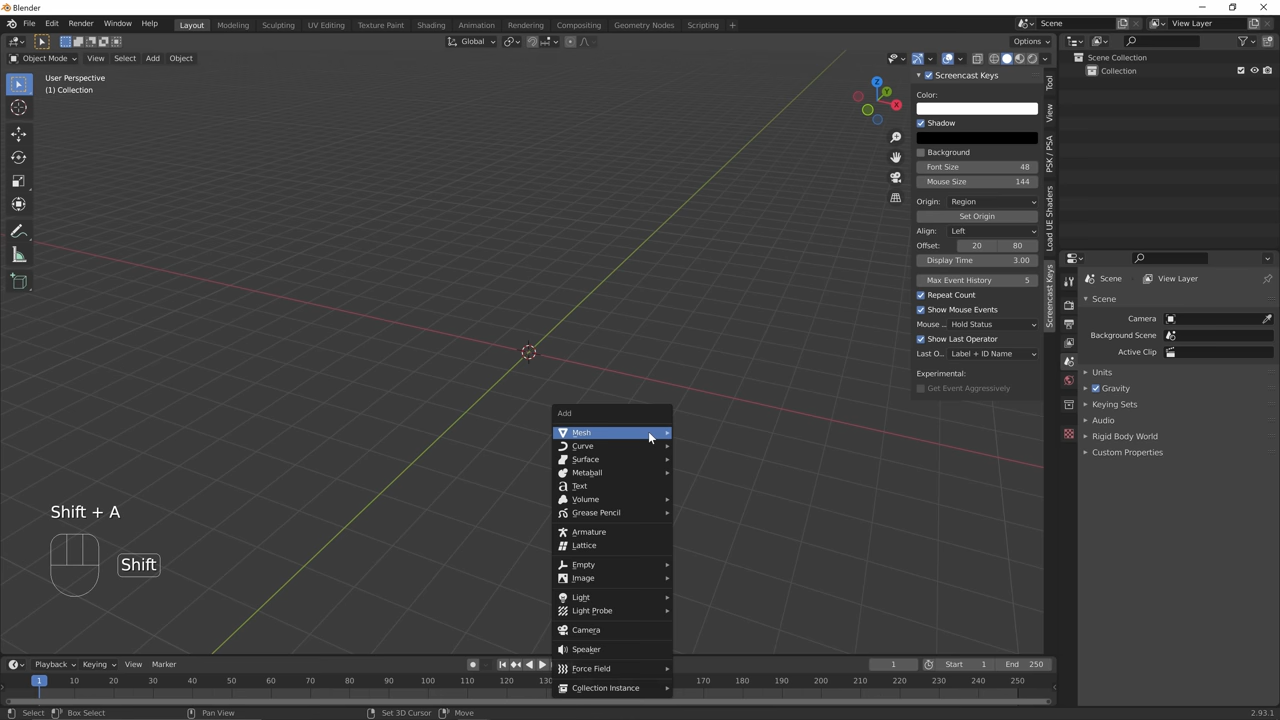 Blender
File Edit Render Window Help Layout Modeling Sculpting UV Editing Texture Paint Shading Animation Rendering Compositing Geometry Nodes Scripting + Scene View Layer
Global Options
Object Mode View Select Add Object
User Perspective
(1) Collection
Scene Collection
Collection
Z
Y
X
Screencast Keys
Color:
Shadow
Background
Font Size 48
Mouse Size 144
Origin: Region
Set Origin
Align: Left
Offset: 20 80
Display Time 3.00
Max Event History 5
Repeat Count
Show Mouse Events
Mouse ... Hold Status
Show Last Operator
Last O... Label + ID Name
Experimental:
Get Event Aggressively
Tool
View
PSK / PSA
Load UE Shaders
Screencast Keys
Scene View Layer
Scene
Camera
Background Scene
Active Clip
Units
Gravity
Keying Sets
Audio
Rigid Body World
Custom Properties
Add
Mesh
Curve
Surface
Metaball
Text
Volume
Grease Pencil
Armature
Lattice
Empty
Image
Light
Light Probe
Camera
Speaker
Force Field
Collection Instance
Shift + A
Shift
Playback Keying View Marker 1 Start 1 End 250
1 10 20 30 40 50 60 70 80 90 100 110 120 130 170 180 190 200 210 220 230 240 250
Select Box Select Pan View Set 3D Cursor Move 2.93.1